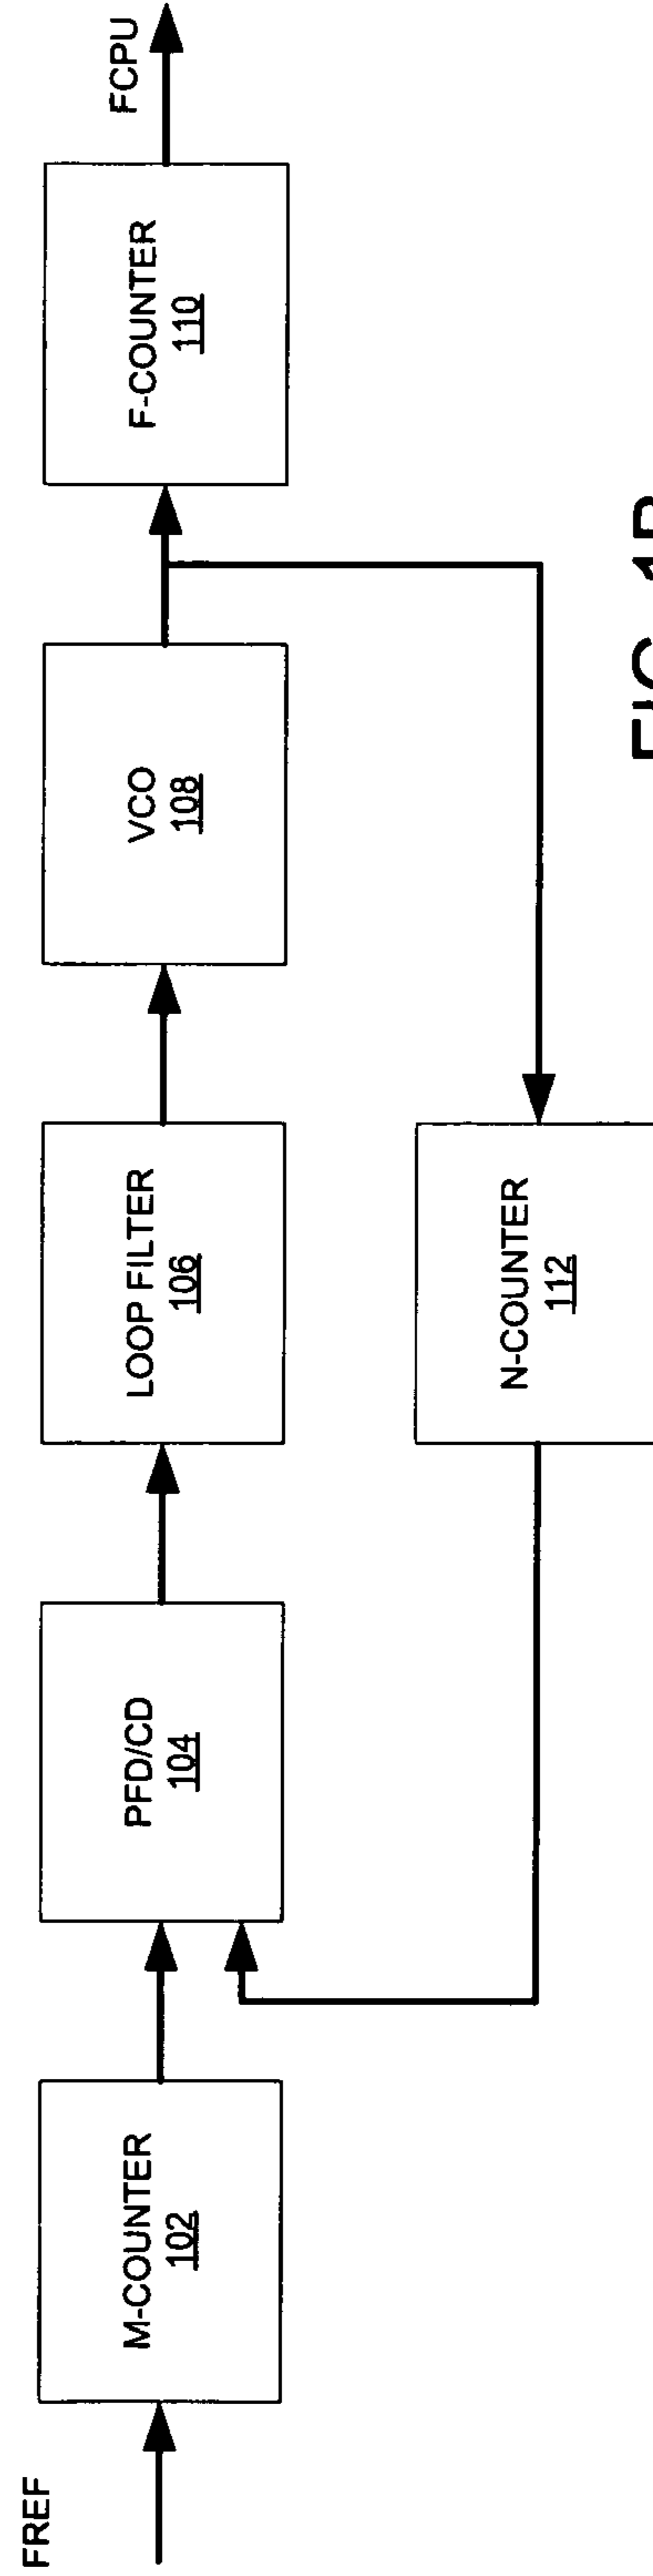 FREF
M-COUNTER
102
PFD/CD
104
LOOP FILTER
106
VCO
108
F-COUNTER
110
FCPU
N-COUNTER
112